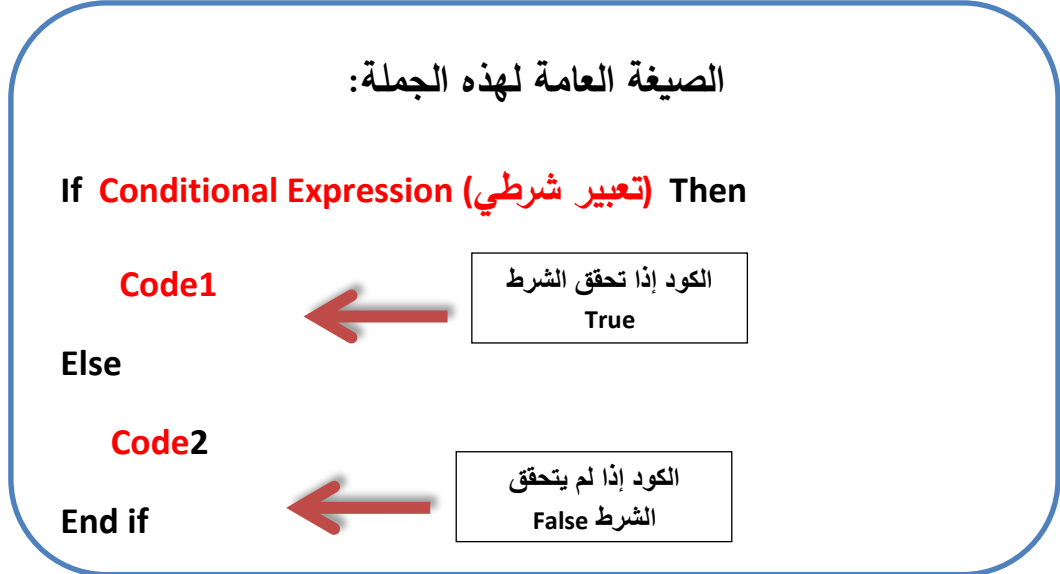 الصيغة العامة لهذه الجملة:
If Conditional Expression (تعبير شرطي) Then
Code1
الكود إذا تحقق الشرط
True
Else
Code2
الكود إذا لم يتحقق
الشرط False
End if